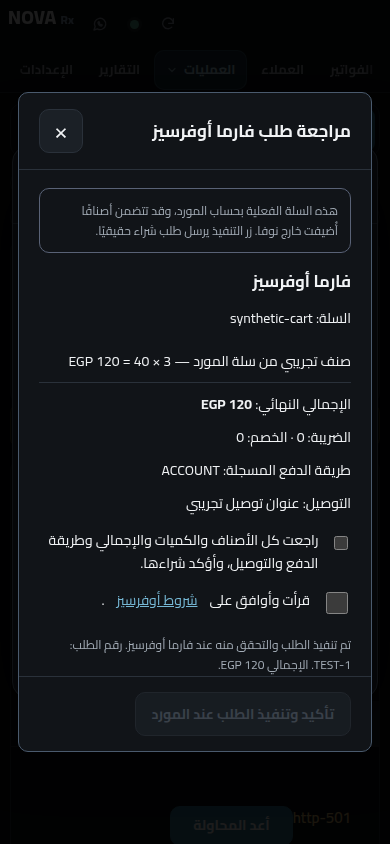 NOVA Rx
الفواتير العملاء العمليات التقارير الإعدادات
مراجعة طلب فارما أوفرسيز
×
هذه السلة الفعلية بحساب المورد، وقد تتضمن أصنافًا
أُضيفت خارج نوفا. زر التنفيذ يرسل طلب شراء حقيقيًا.
فارما أوفرسيز
السلة: synthetic-cart
صنف تجريبي من سلة المورد — 3 × 40 = 120 EGP
الإجمالي النهائي: 120 EGP
الضريبة: 0 · الخصم: 0
طريقة الدفع المسجلة: ACCOUNT
التوصيل: عنوان توصيل تجريبي
راجعت كل الأصناف والكميات والإجمالي وطريقة
الدفع والتوصيل، وأؤكد شراءها.
قرأت وأوافق على شروط أوفرسيز .
تم تنفيذ الطلب والتحقق منه عند فارما أوفرسيز. رقم الطلب:
TEST-1. الإجمالي 120 EGP.
تأكيد وتنفيذ الطلب عند المورد
http-501
أعد المحاولة